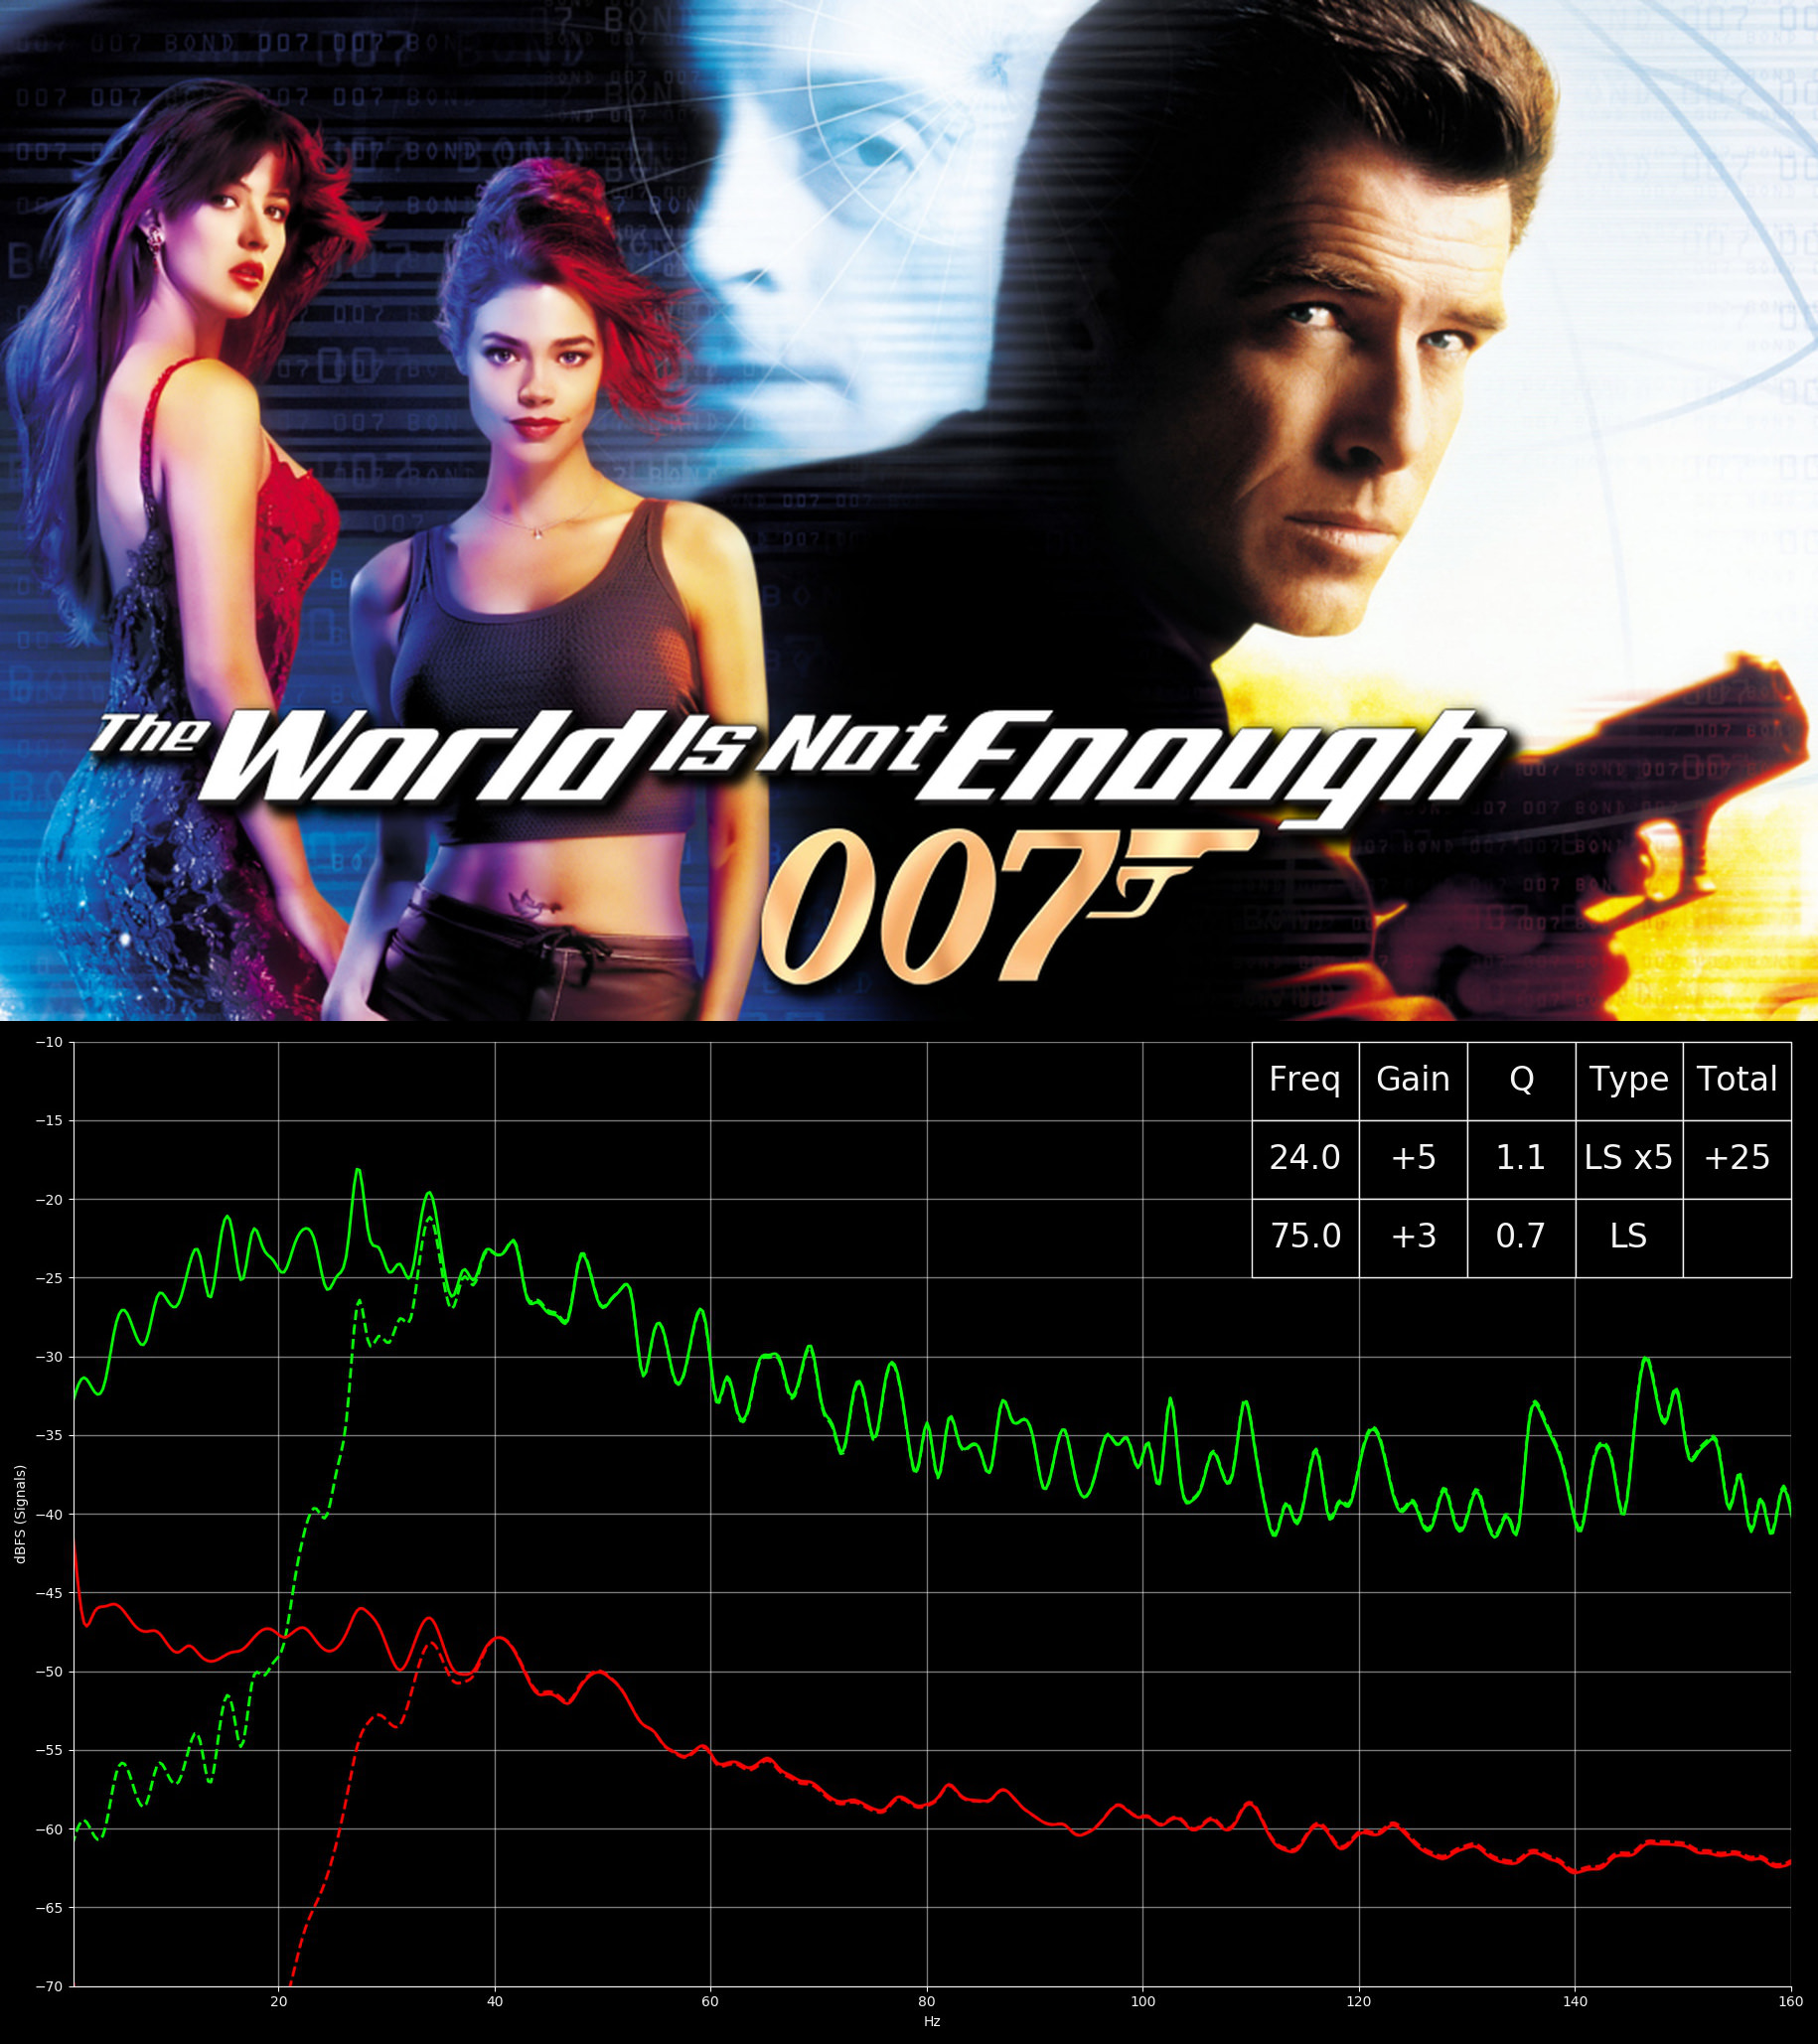 The World Is Not Enough
007
Freq Gain Q Type Total
24.0 +5 1.1 LS x5 +25
75.0 +3 0.7 LS
−10
−15
−20
−25
−30
−35
−40
−45
−50
−55
−60
−65
−70
dBFS (Signals)
20 40 60 80 100 120 140 160
Hz